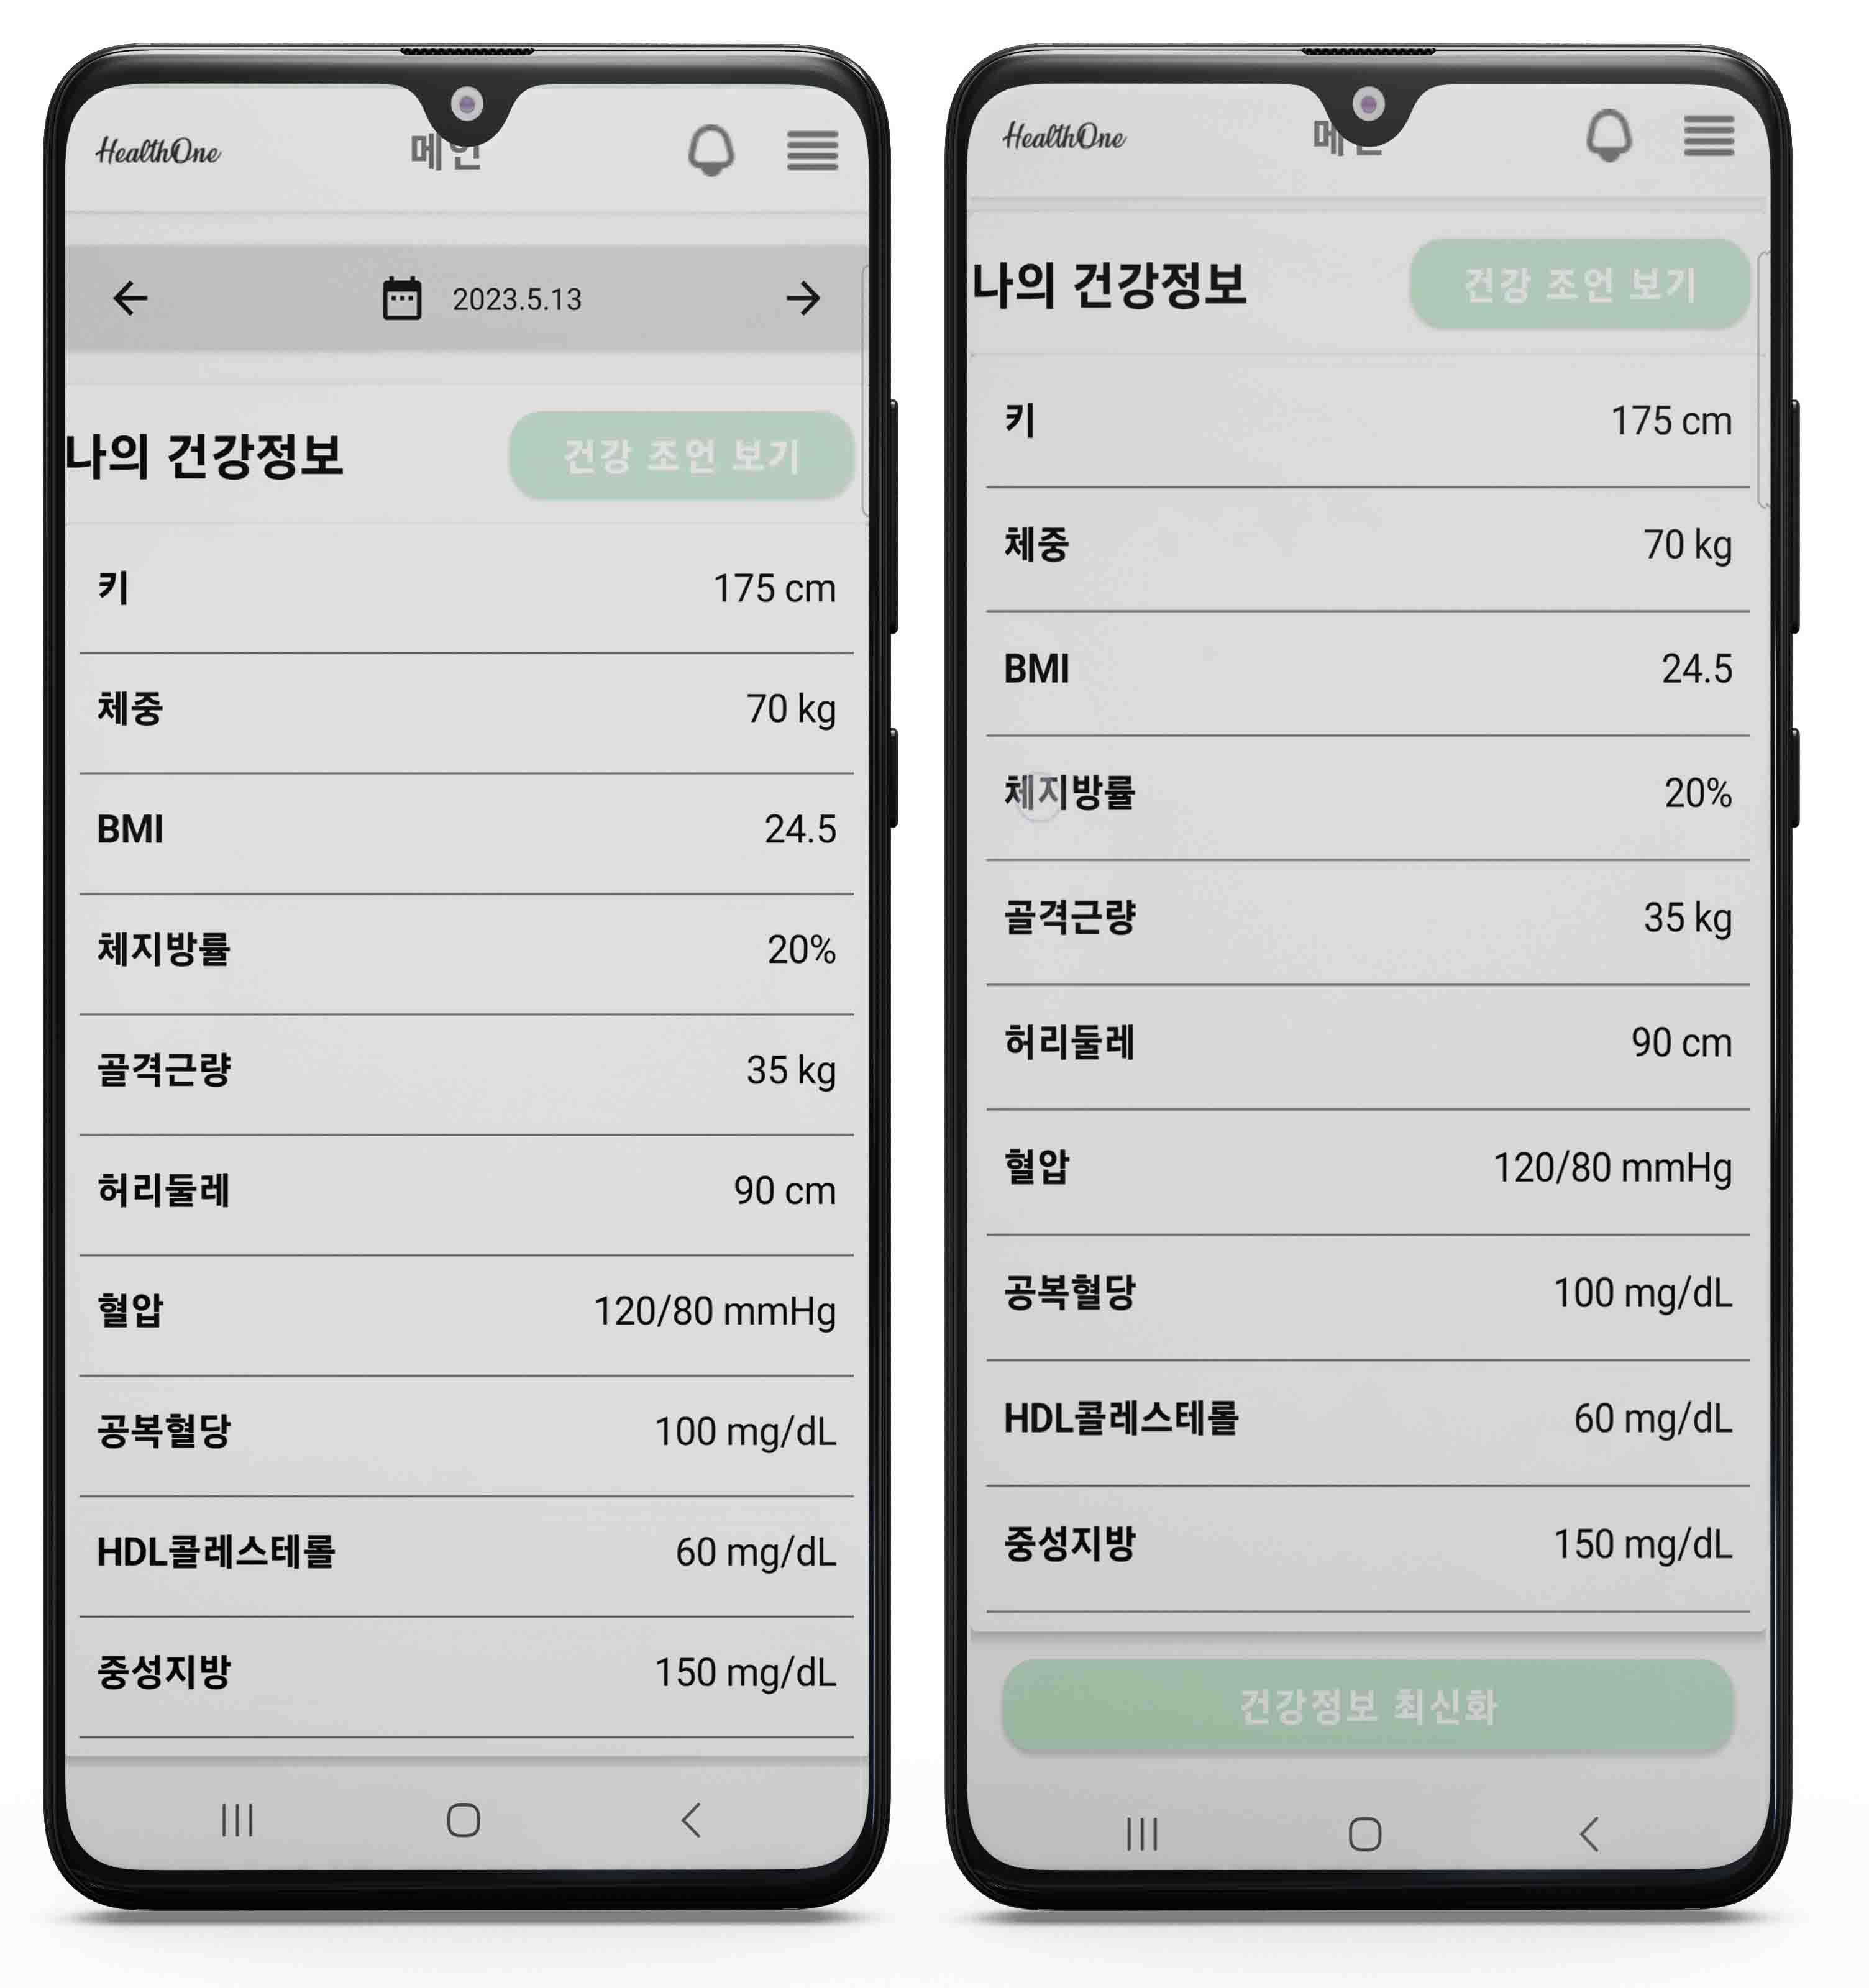 HealthOne
메인
2023.5.13
나의 건강정보
건강 조언 보기
키 175 cm
체중 70 kg
BMI 24.5
체지방률 20%
골격근량 35 kg
허리둘레 90 cm
혈압 120/80 mmHg
공복혈당 100 mg/dL
HDL콜레스테롤 60 mg/dL
중성지방 150 mg/dL
HealthOne
나의 건강정보
건강 조언 보기
키 175 cm
체중 70 kg
BMI 24.5
체지방률 20%
골격근량 35 kg
허리둘레 90 cm
혈압 120/80 mmHg
공복혈당 100 mg/dL
HDL콜레스테롤 60 mg/dL
중성지방 150 mg/dL
건강정보 최신화